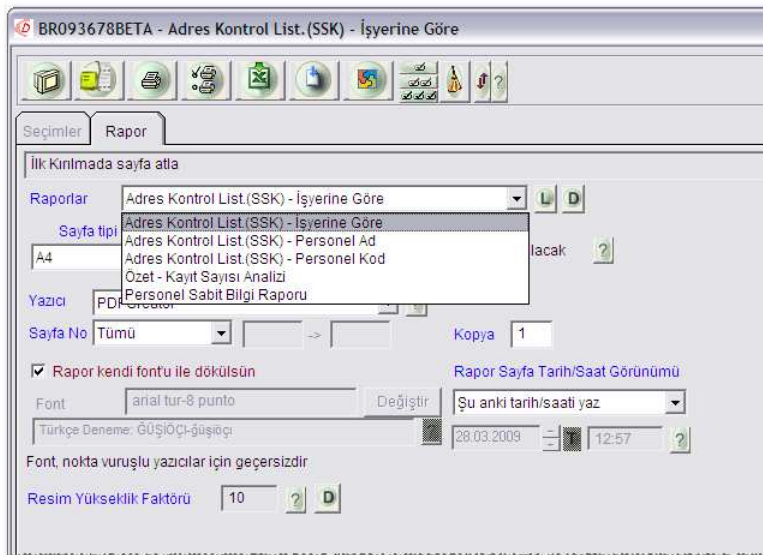 BR093678BETA - Adres Kontrol List.(SSK) - İşyerine Göre
Seçimler Rapor
İlk Kırılmada sayfa atla
Raporlar Adres Kontrol List.(SSK) - İşyerine Göre L D
Adres Kontrol List.(SSK) - İşyerine Göre
Sayfa tipi Adres Kontrol List.(SSK) - Personel Ad
A4 Adres Kontrol List.(SSK) - Personel Kod lacak ?
Özet - Kayıt Sayısı Analizi
Personel Sabit Bilgi Raporu
Yazıcı
Sayfa No Tümü -> Kopya 1
Rapor kendi font'u ile dökülsün Rapor Sayfa Tarih/Saat Görünümü
Font arial tur-8 punto Değiştir Şu anki tarih/saati yaz
Türkçe Deneme: ĞÜŞİÖÇI-ğüşiöçı ? 28.03.2009 T 12:57 ?
Font, nokta vuruşlu yazıcılar için geçersizdir
Resim Yükseklik Faktörü 10 ? D